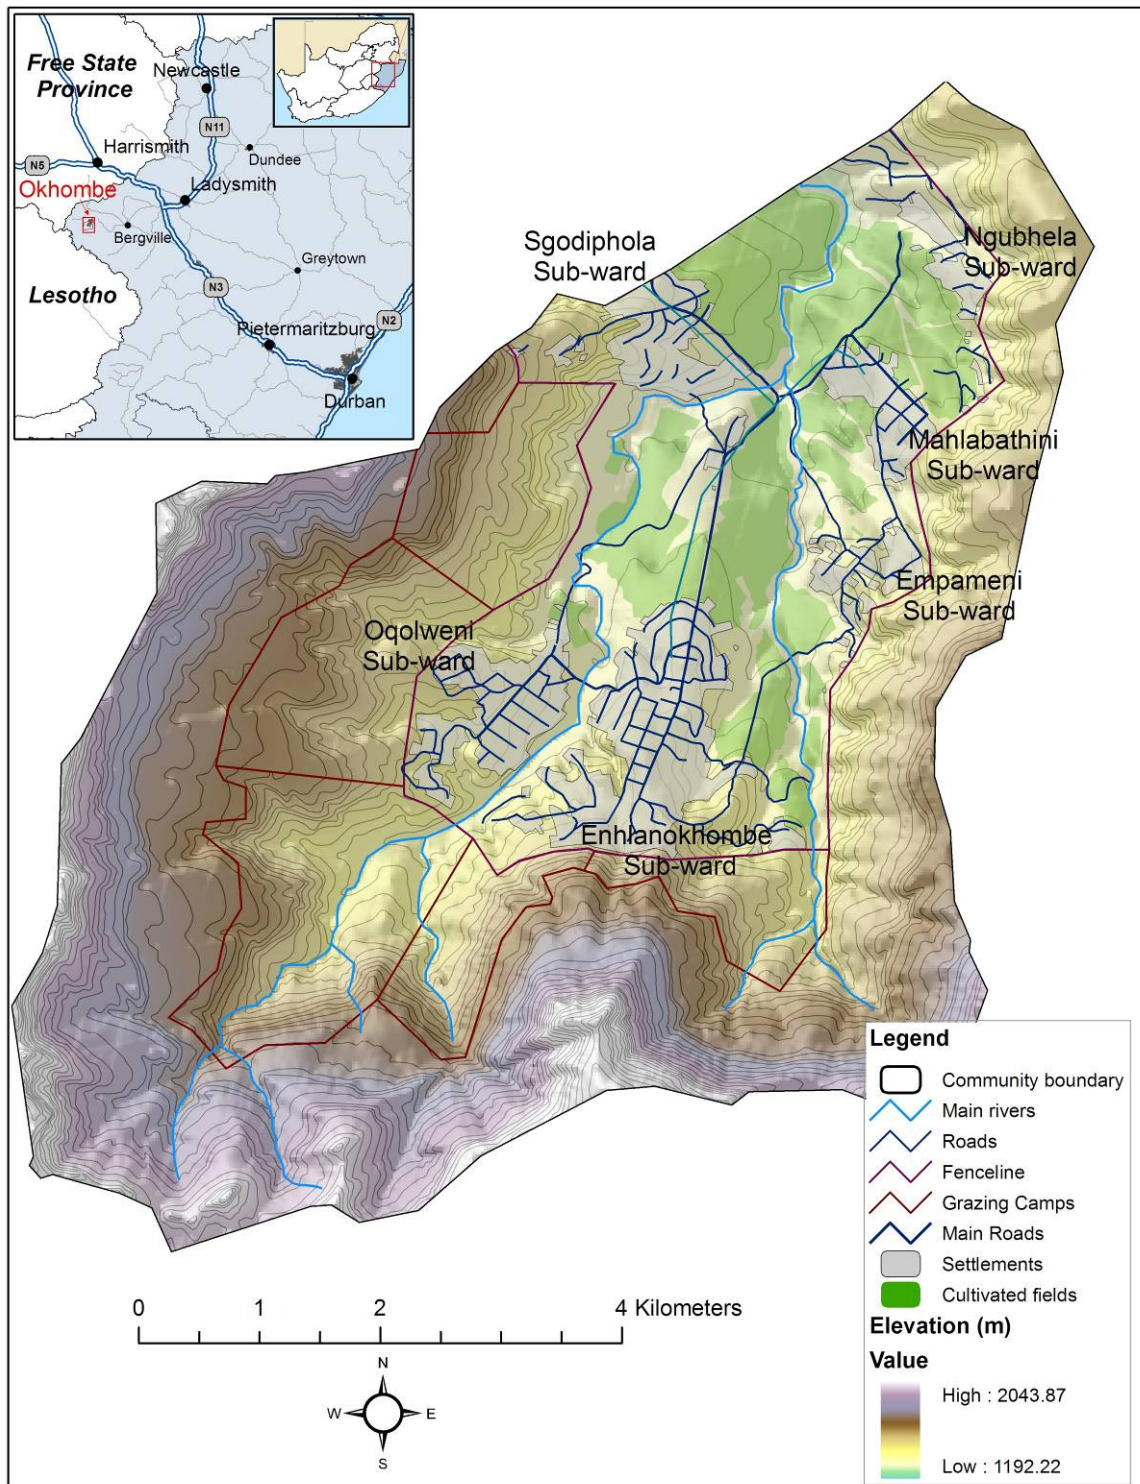 Free State
Province
Newcastle
N11
Harrismith
Dundee
N5
Ladysmith
Okhombe
Bergville
Greytown
Lesotho
N3
N2
Pietermaritzburg
Durban
Sgodiphola
Sub-ward
Ngubhela
Sub-ward
Mahlabathini
Sub-ward
Empameni
Sub-ward
Oqolweni
Sub-ward
Enhlanokhombe
Sub-ward
Legend
Community boundary
Main rivers
Roads
Fenceline
Grazing Camps
Main Roads
Settlements
Cultivated fields
Elevation (m)
Value
High : 2043.87
Low : 1192.22
0 1 2 4 Kilometers
N
W E
S